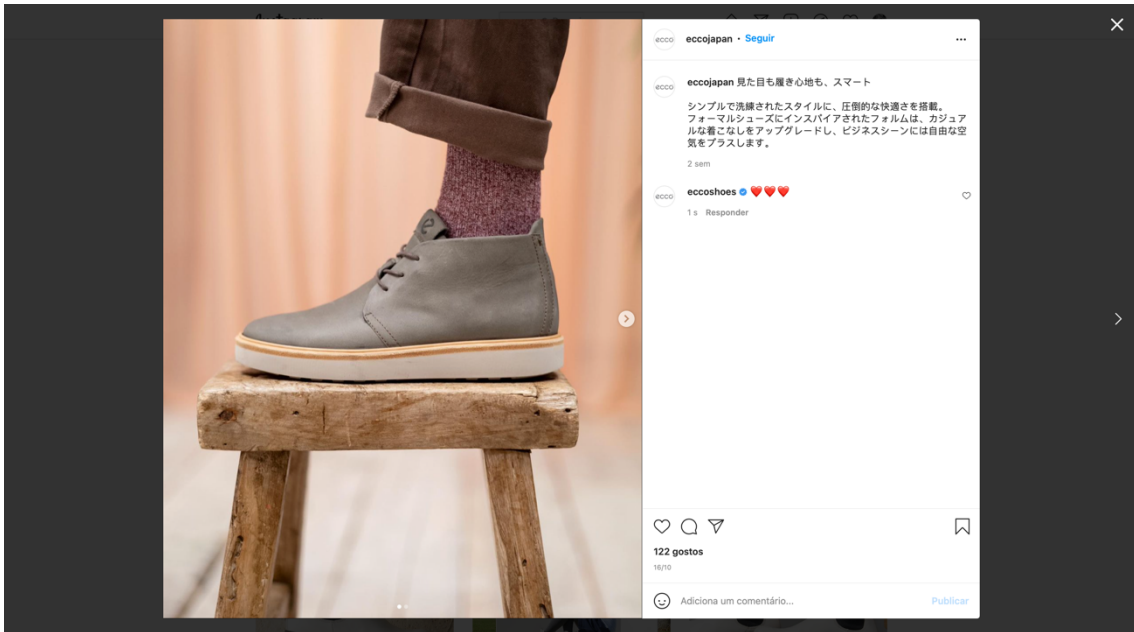 ecco
eccojapan • Seguir
ecco
eccojapan 見た目も履き心地も、スマート
シンプルで洗練されたスタイルに、圧倒的な快適さを搭載。
フォーマルシューズにインスパイアされたフォルムは、カジュア
ルな着こなしをアップグレードし、ビジネスシーンには自由な空
気をプラスします。
2 sem
ecco
eccoshoes ❤️❤️❤️
1 s Responder
122 gostos
16/10
Adiciona um comentário...
Publicar